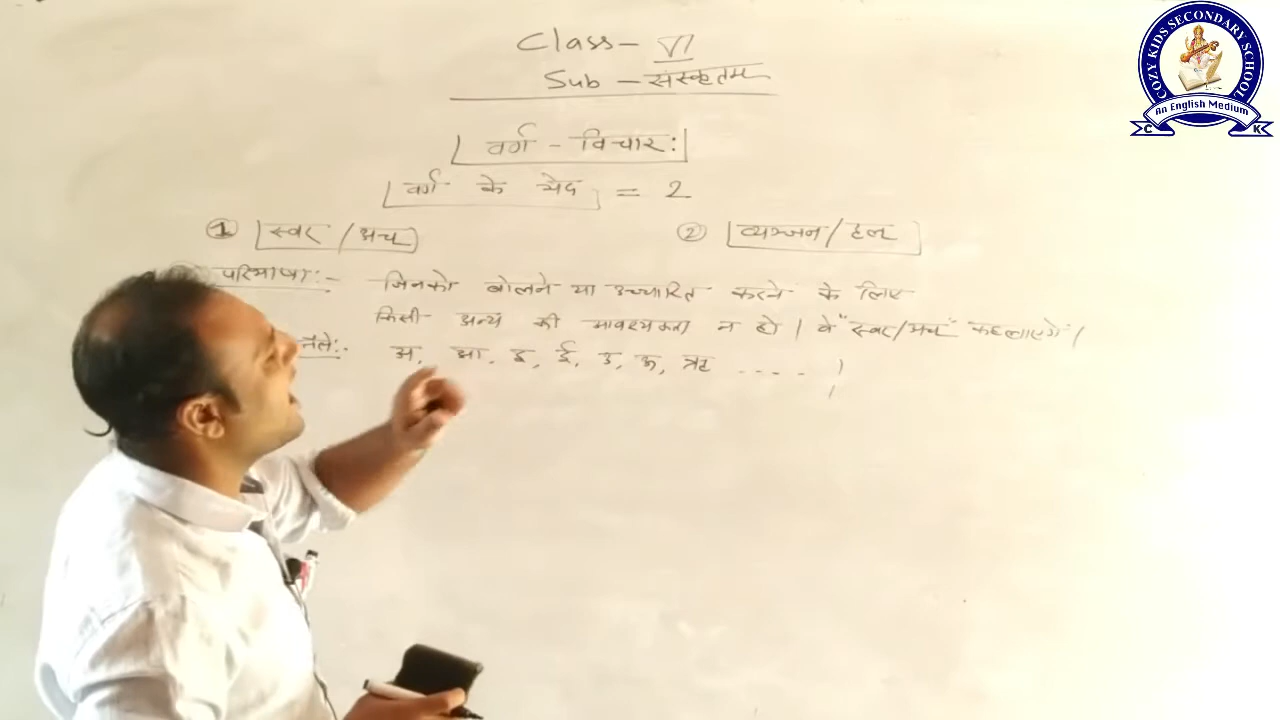 Class - VI
Sub - संस्कृतम
वर्ग - विचार:
वर्ग के भेद = 2
① स्वर / अच्
② व्यञ्जन / हल्
परिभाषा :- जिनको बोलने या उच्चारित करने के लिए
किसी अन्य की आवश्यकता न हो । वे "स्वर/अच्" कहलाएगें ।
अ, आ, इ, ई, उ, ऊ, ऋ ..... ।
COZY KIDS SECONDARY SCHOOL
An English Medium
C K